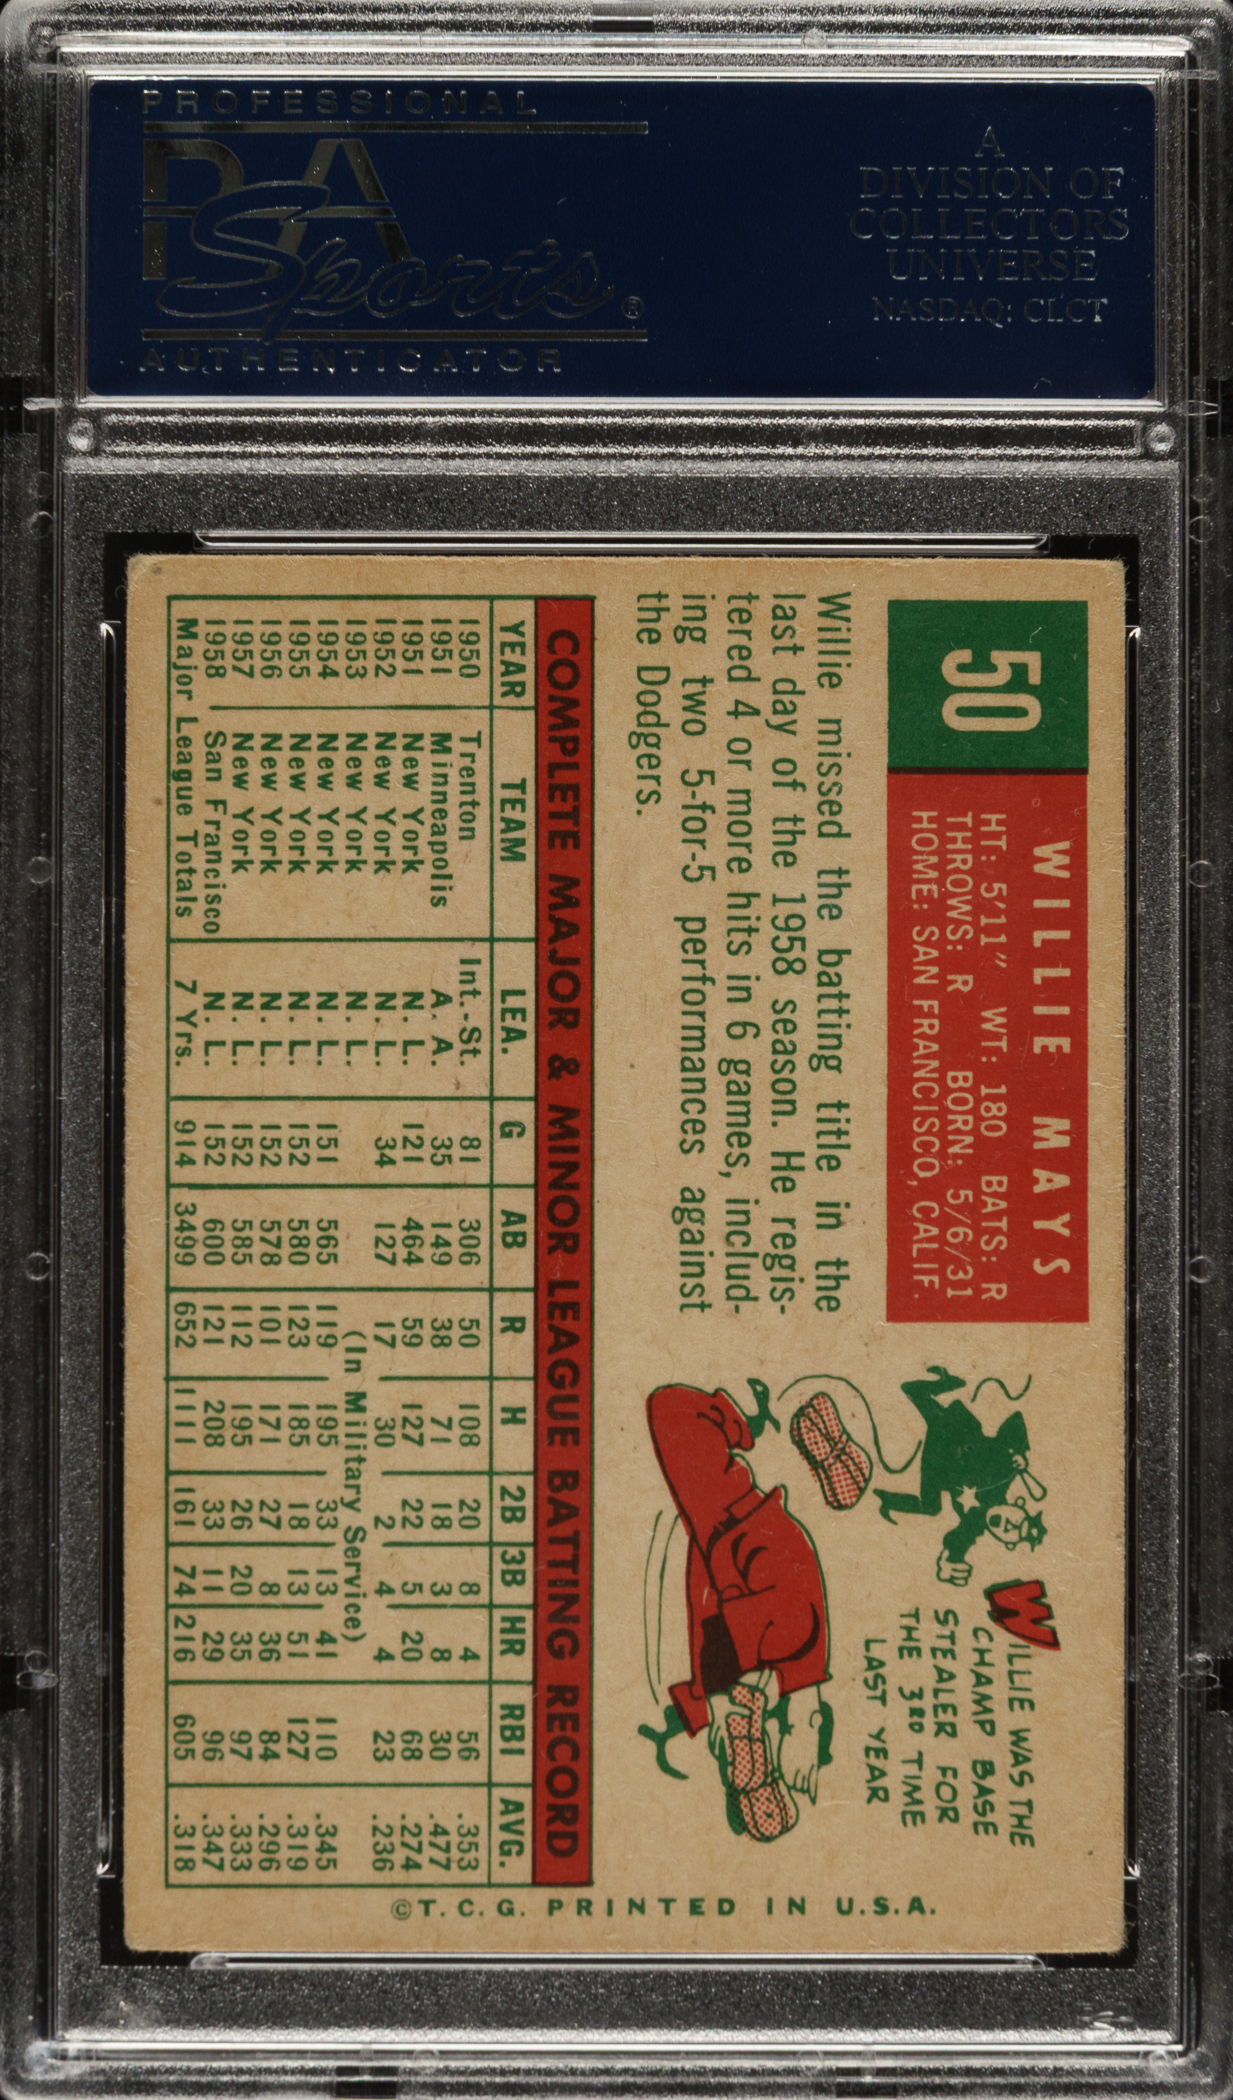 PROFESSIONAL
PSA
Sports®
AUTHENTICATOR
A
DIVISION OF
COLLECTORS
UNIVERSE
NASDAQ: CLCT
50
WILLIE MAYS
HT: 5'11" WT: 180 BATS: R
THROWS: R BORN: 5/6/31
HOME: SAN FRANCISCO, CALIF.
Willie missed the batting title in the
last day of the 1958 season. He regis-
tered 4 or more hits in 6 games, includ-
ing two 5-for-5 performances against
the Dodgers.
WILLIE WAS THE
CHAMP BASE
STEALER FOR
THE 3RD TIME
LAST YEAR
COMPLETE MAJOR & MINOR LEAGUE BATTING RECORD
YEAR TEAM LEA. G AB R H 2B 3B HR RBI AVG.
1950 Trenton Int.-St. 81 306 50 108 20 8 4 56 .353
1951 Minneapolis A. A. 35 149 38 71 18 3 8 30 .477
1951 New York N. L. 121 464 59 127 22 5 20 68 .274
1952 New York N. L. 34 127 17 30 2 4 4 23 .236
1953 New York N. L. (In Military Service)
1954 New York N. L. 151 565 119 195 33 13 41 110 .345
1955 New York N. L. 152 580 123 185 18 13 51 127 .319
1956 New York N. L. 152 578 101 171 27 8 36 84 .296
1957 New York N. L. 152 585 112 195 26 20 35 97 .333
1958 San Francisco N. L. 152 600 121 208 33 11 29 96 .347
Major League Totals 7 Yrs. 914 3499 652 1111 161 74 216 605 .318
©T.C.G. PRINTED IN U.S.A.